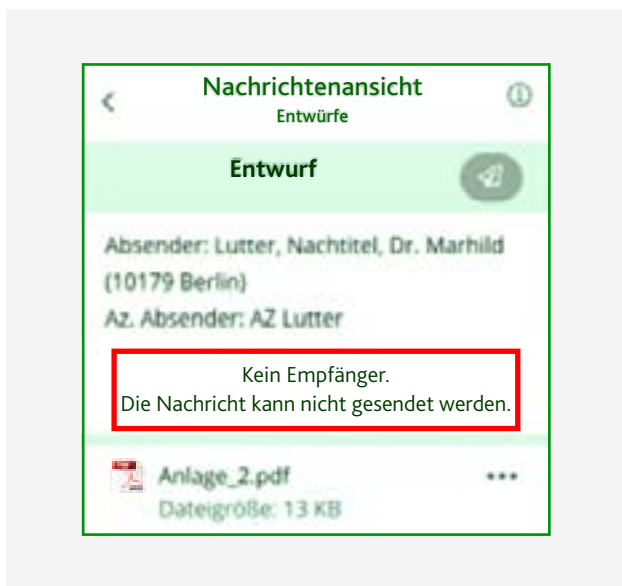 Nachrichtenansicht
Entwürfe
Entwurf
Absender: Lutter, Nachtitel, Dr. Marhild
(10179 Berlin)
Az. Absender: AZ Lutter
Kein Empfänger.
Die Nachricht kann nicht gesendet werden.
Anlage_2.pdf
Dateigröße: 13 KB